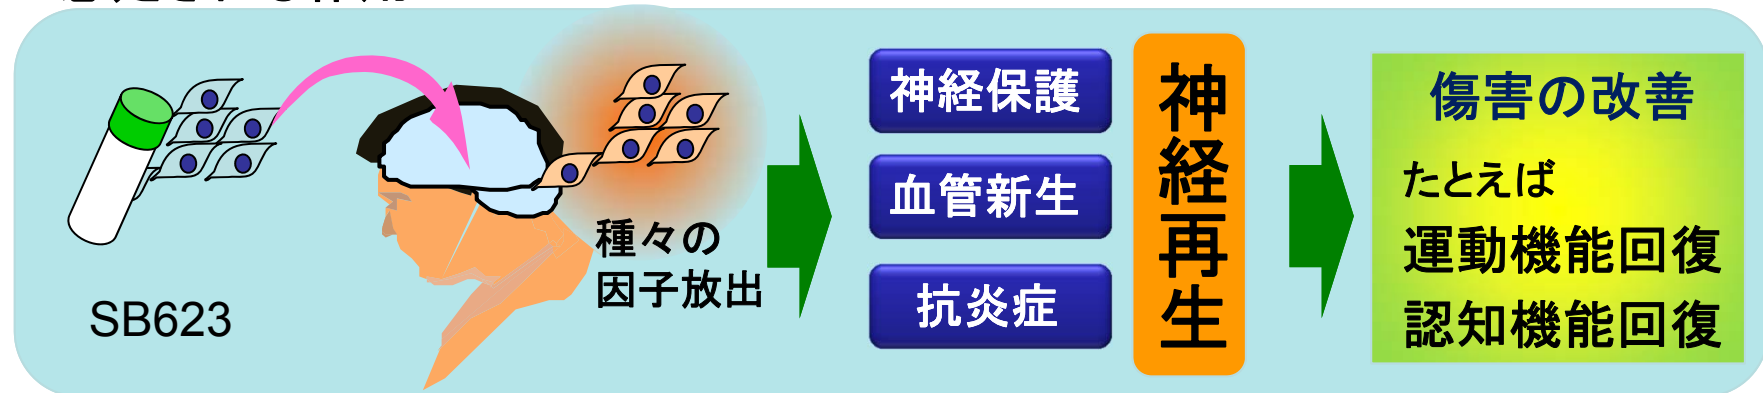 SB623
種々の
因子放出
神経保護
血管新生
抗炎症
神経再生
傷害の改善
たとえば
運動機能回復
認知機能回復